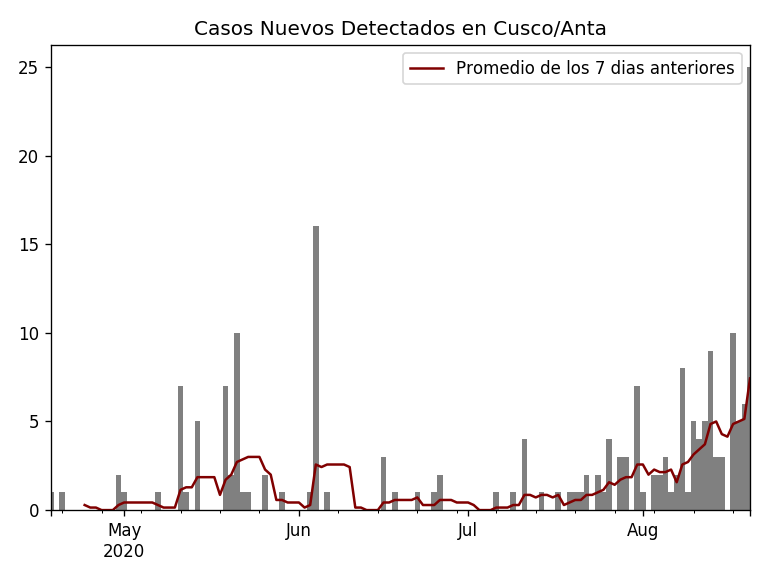 Casos Nuevos Detectados en Cusco/Anta
Promedio de los 7 dias anteriores
25
20
15
10
5
0
May
2020
Jun
Jul
Aug